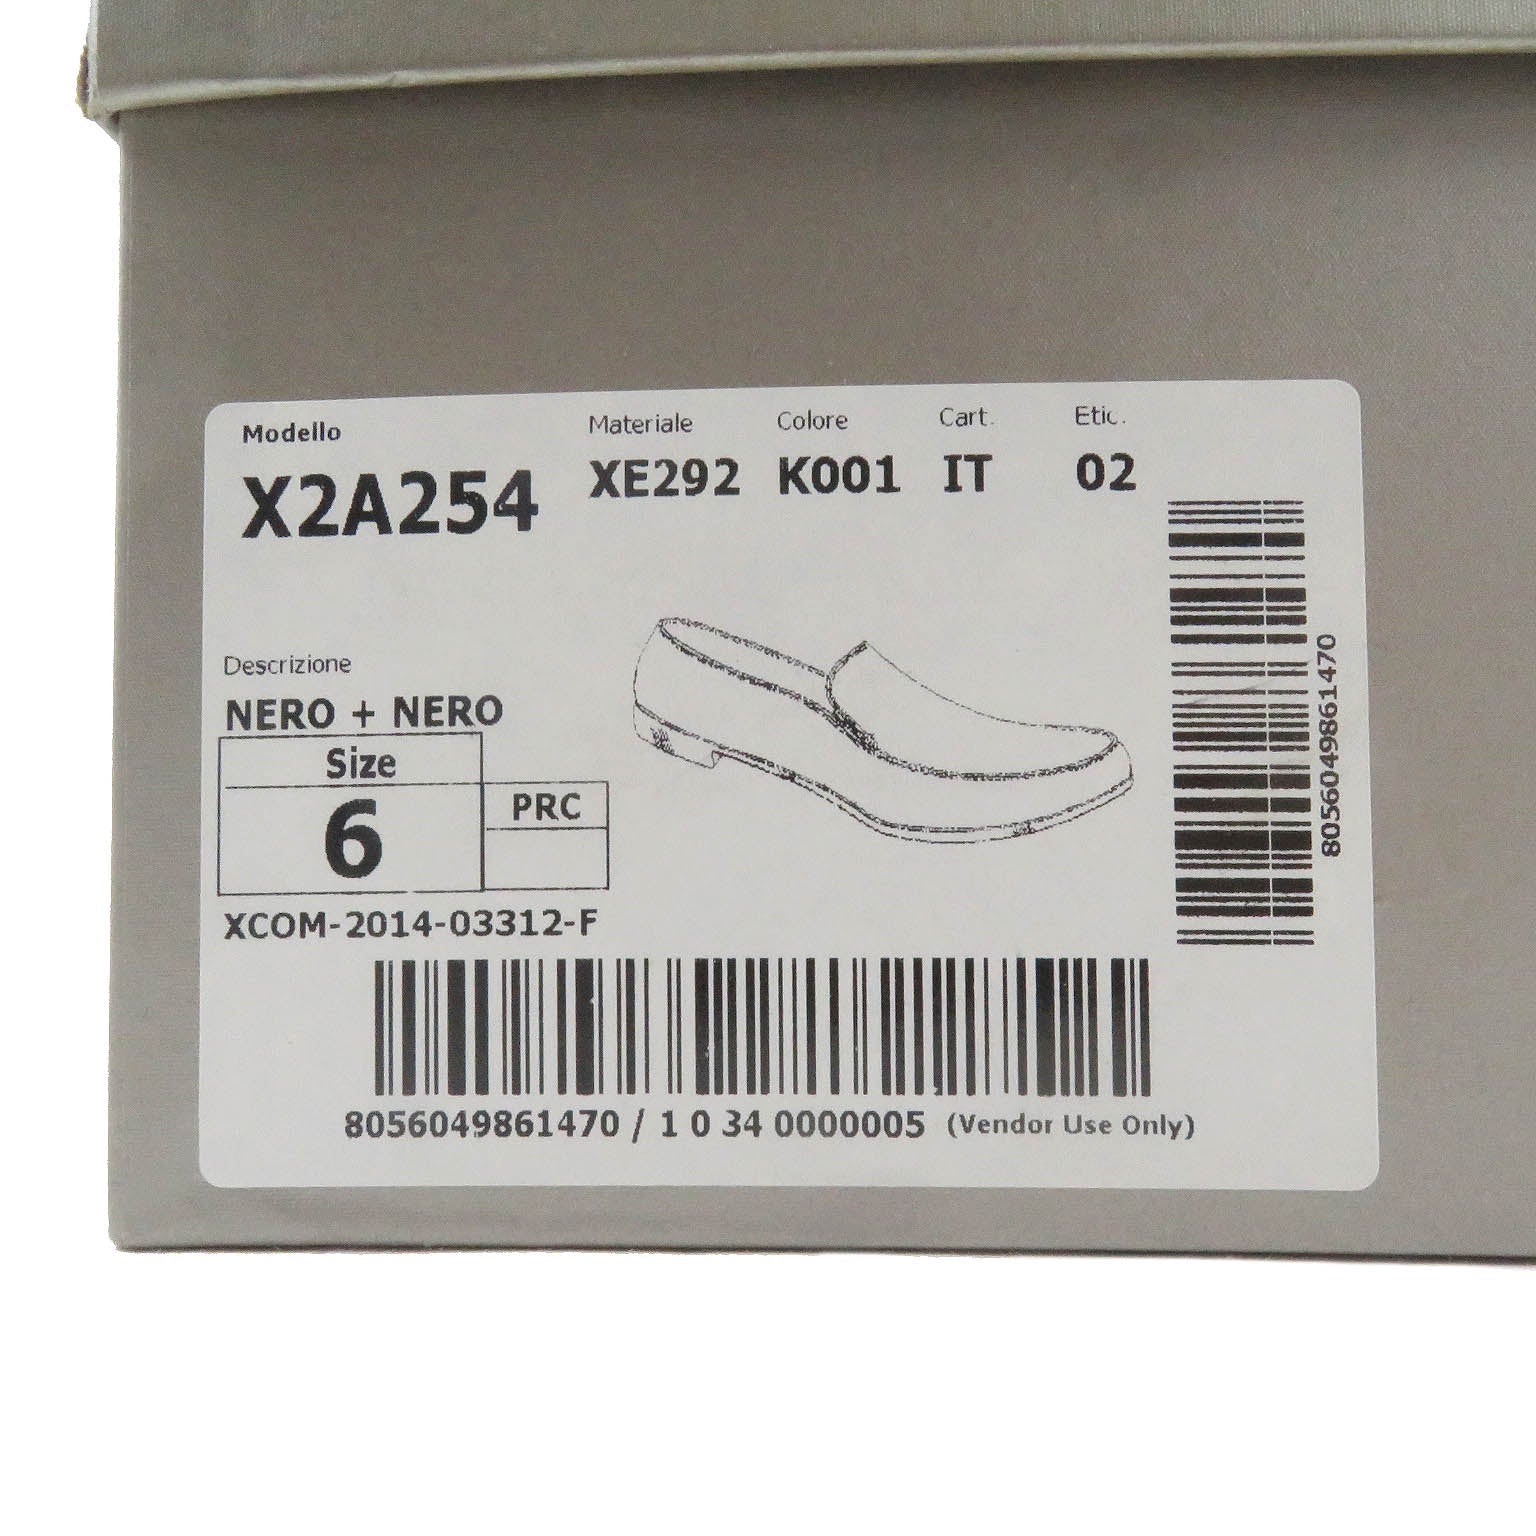 Modello Materiale Colore Cart. Etic.
X2A254 XE292 K001 IT 02
Descrizione
NERO + NERO
Size
6
PRC
XCOM-2014-03312-F
8056049861470
8056049861470 / 1 0 34 0000005 (Vendor Use Only)